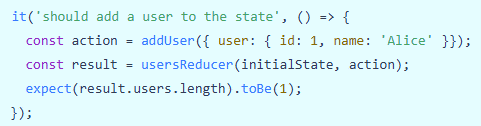 it('should add a user to the state', () => {
  const action = addUser({ user: { id: 1, name: 'Alice' }});
  const result = usersReducer(initialState, action);
  expect(result.users.length).toBe(1);
});